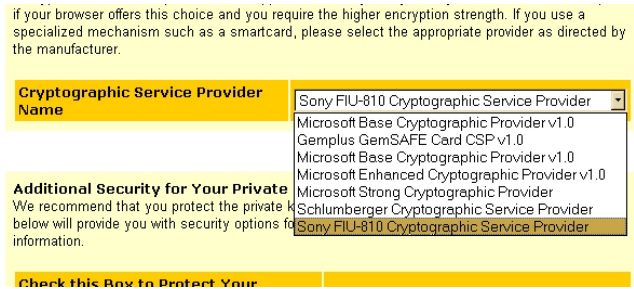 if your browser offers this choice and you require the higher encryption strength. If you use a
specialized mechanism such as a smartcard, please select the appropriate provider as directed by
the manufacturer.
Cryptographic Service Provider
Name
Sony FIU-810 Cryptographic Service Provider
Microsoft Base Cryptographic Provider v1.0
Gemplus GemSAFE Card CSP v1.0
Microsoft Base Cryptographic Provider v1.0
Microsoft Enhanced Cryptographic Provider v1.0
Microsoft Strong Cryptographic Provider
Schlumberger Cryptographic Service Provider
Sony FIU-810 Cryptographic Service Provider
Additional Security for Your Private
We recommend that you protect the private k
below will provide you with security options fo
information.
Check this Box to Protect Your